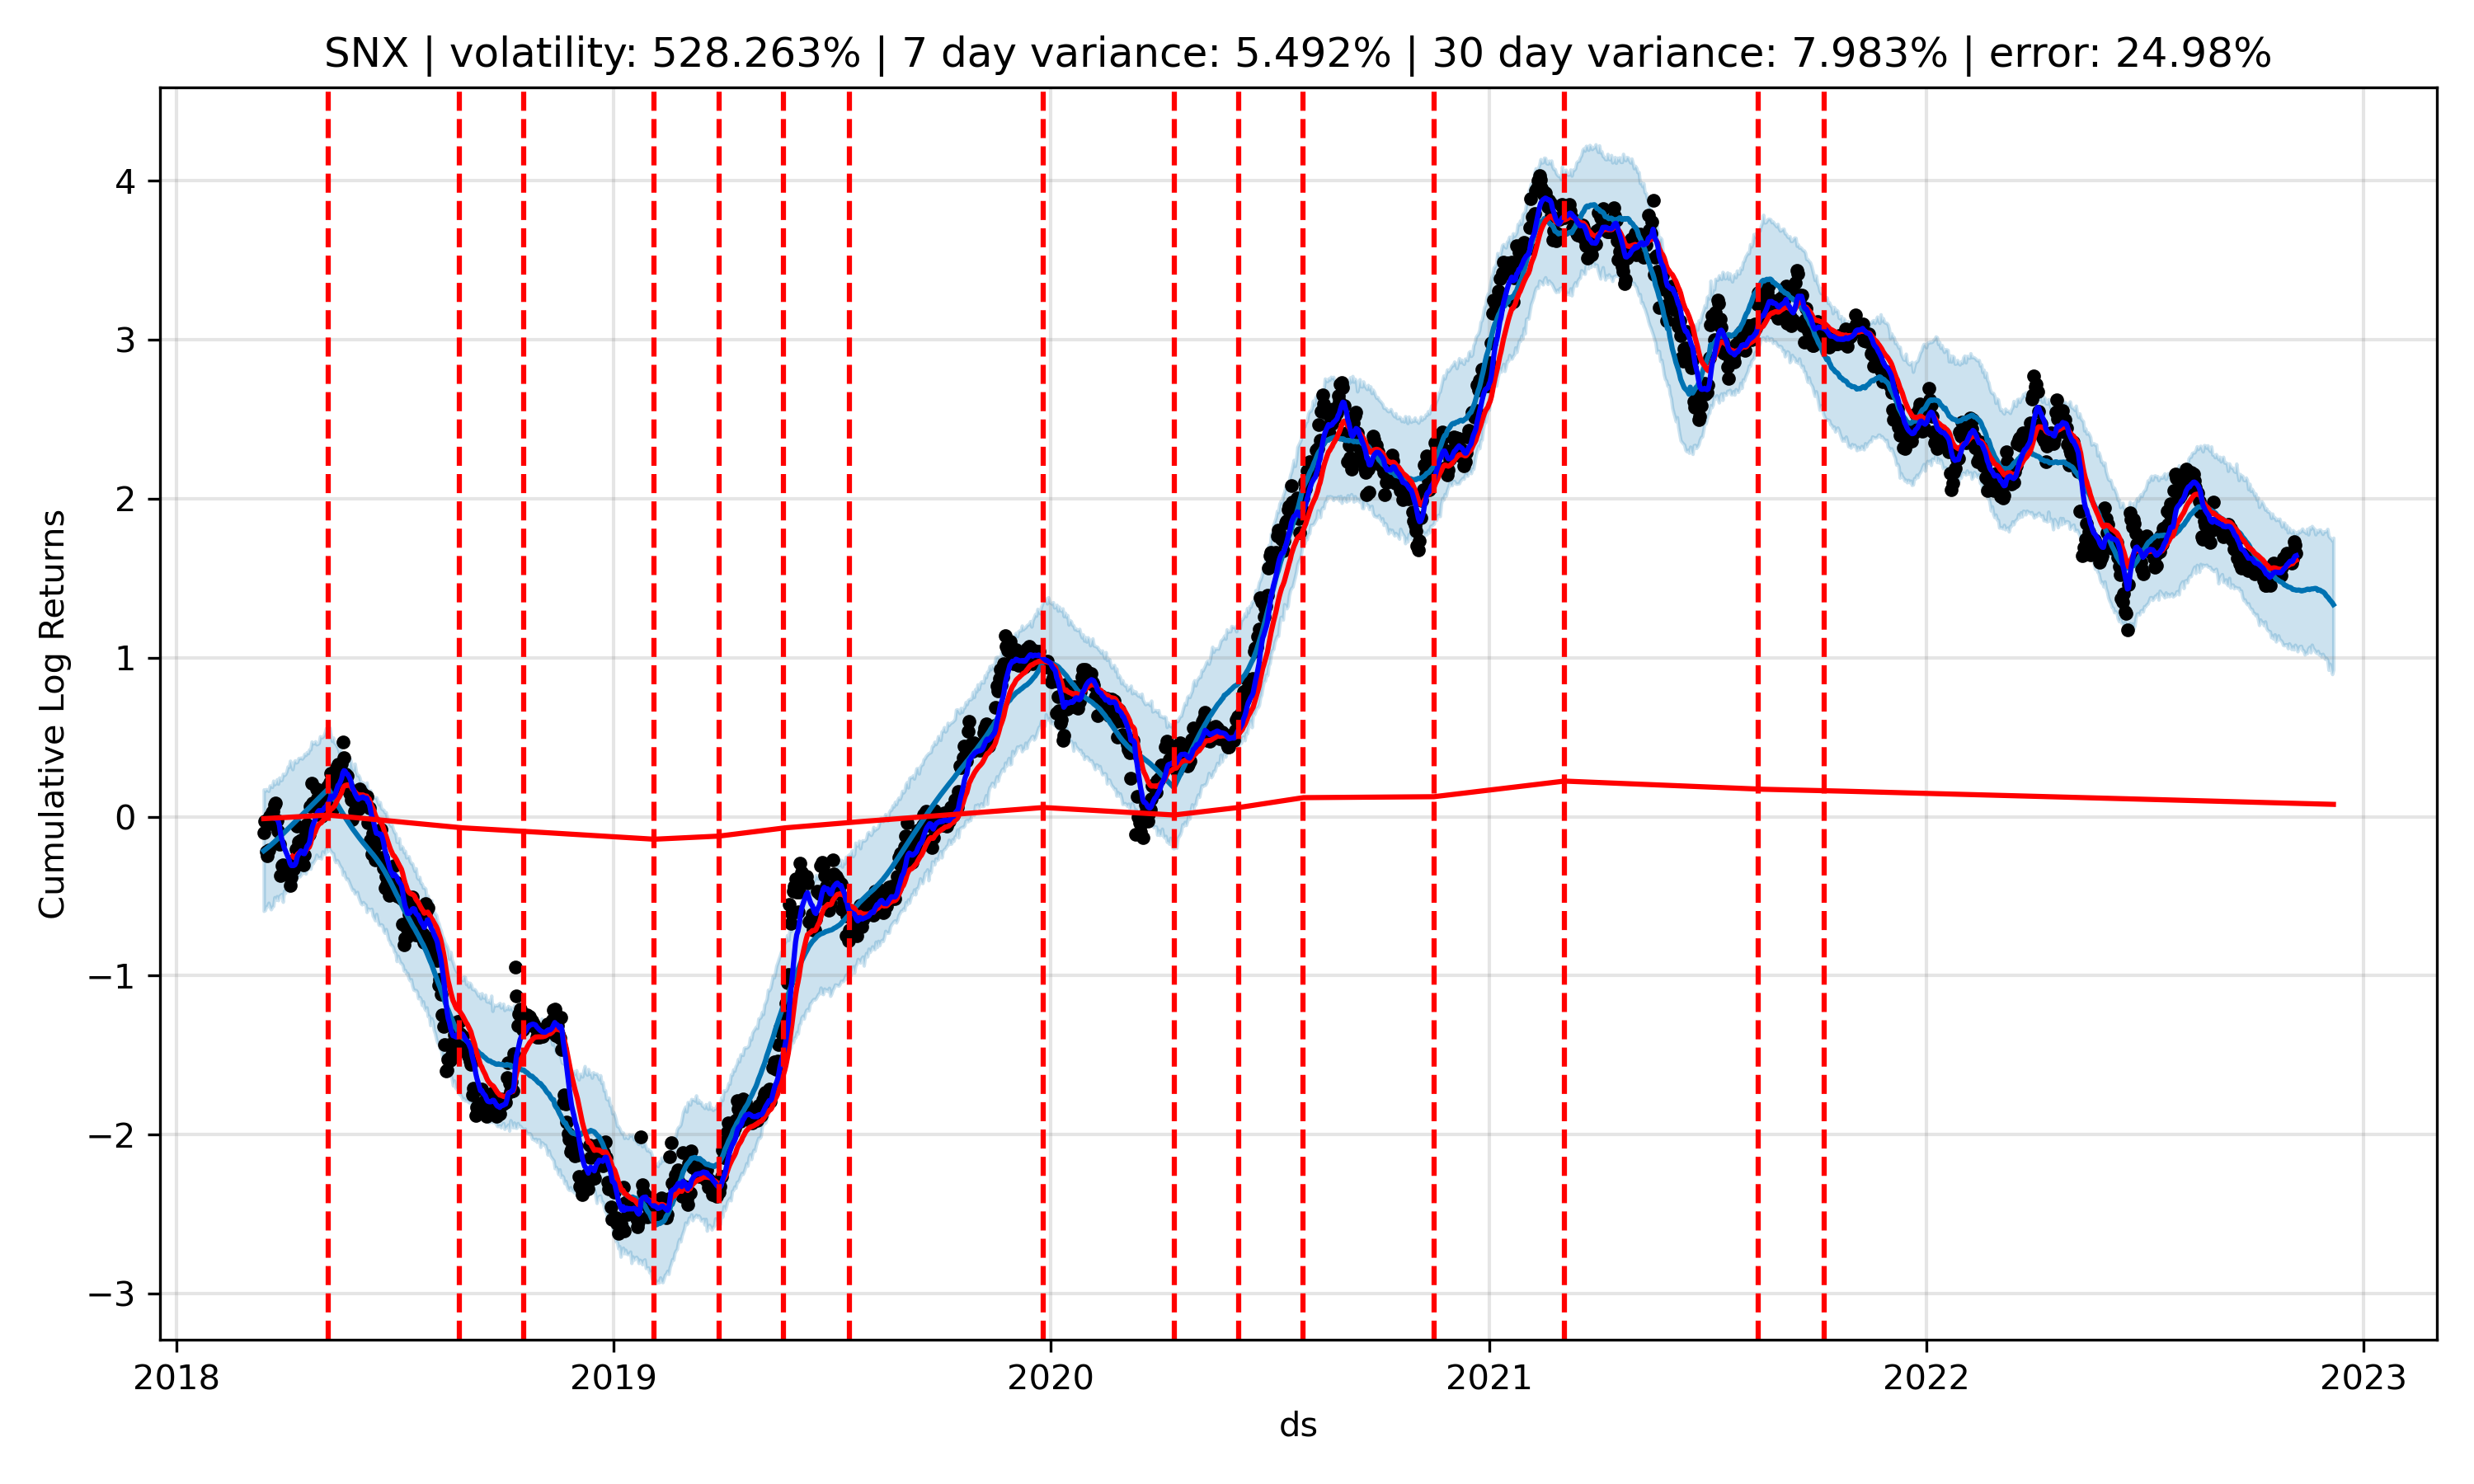 SNX | volatility: 528.263% | 7 day variance: 5.492% | 30 day variance: 7.983% | error: 24.98%
Cumulative Log Returns
4
3
2
1
0
−1
−2
−3
2018 2019 2020 2021 2022 2023
ds